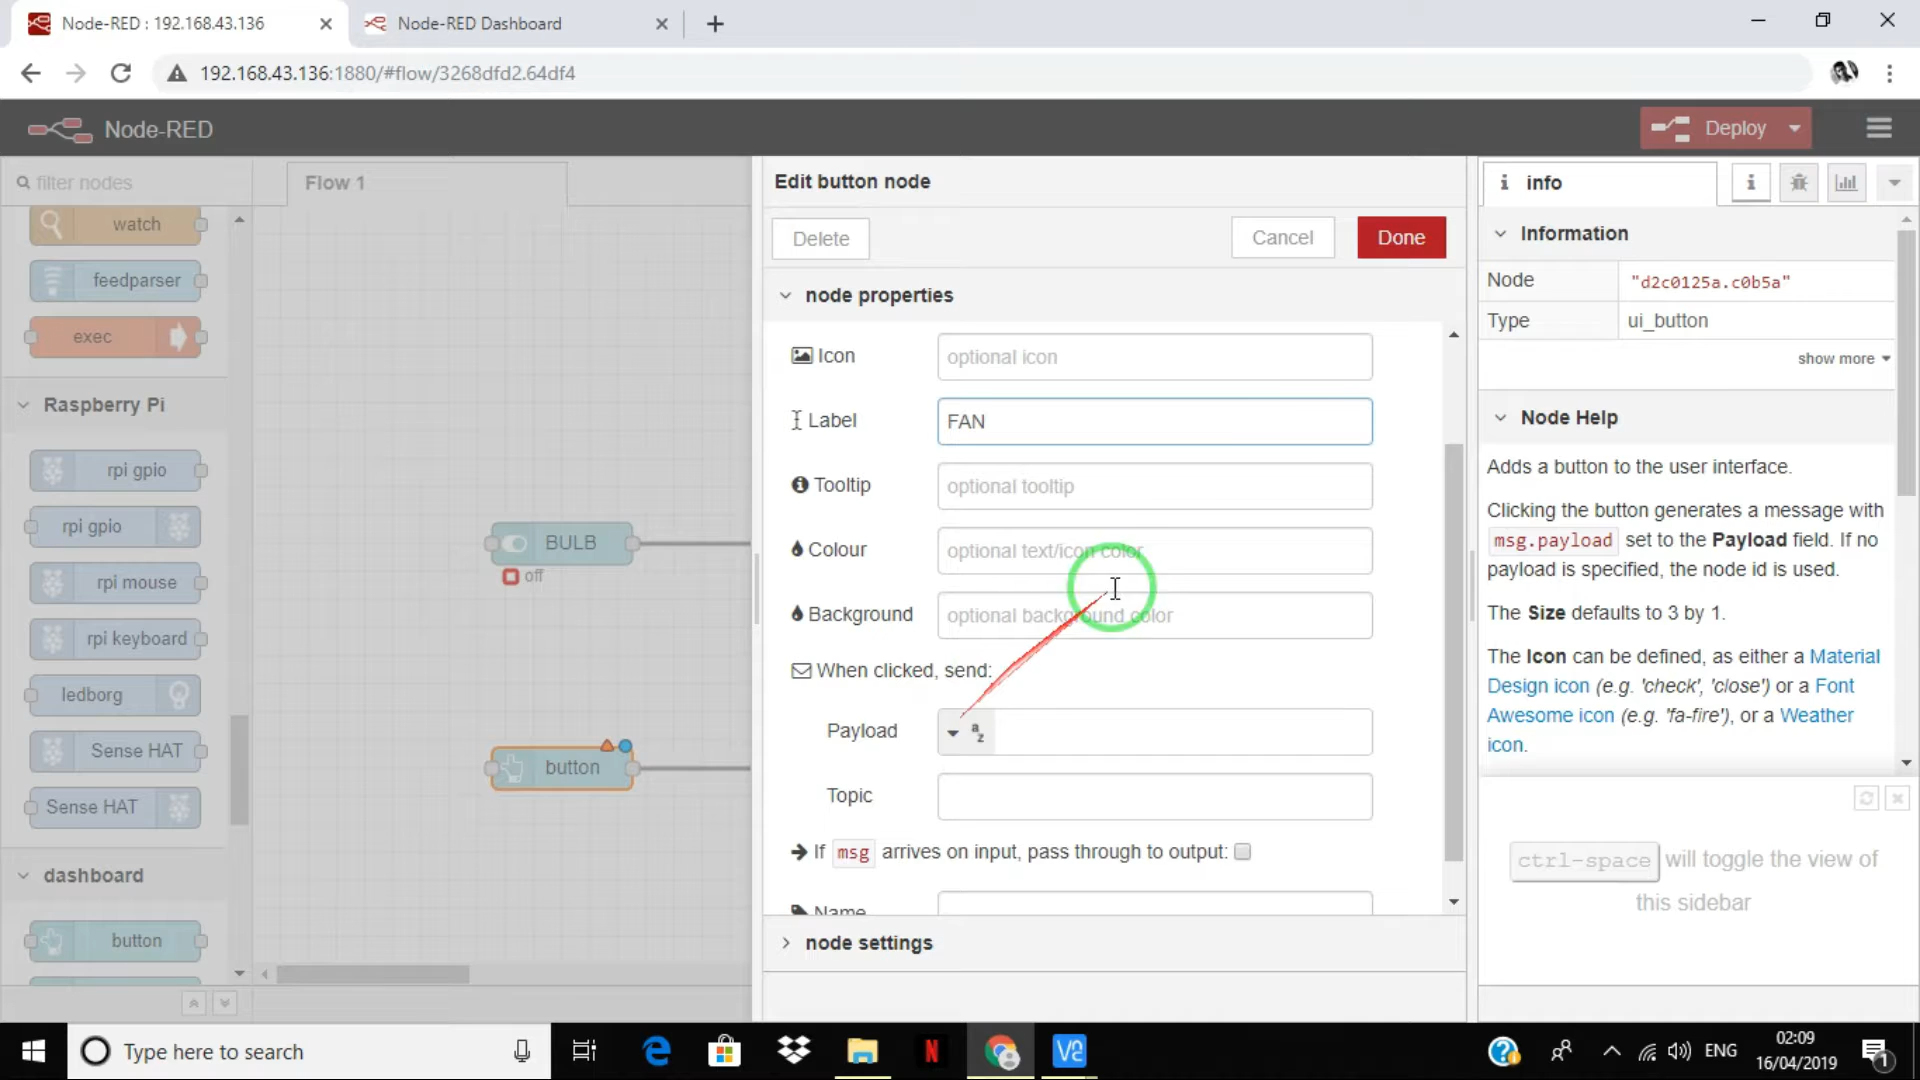 Node-RED : 192.168.43.136
Node-RED Dashboard
192.168.43.136:1880/#flow/3268dfd2.64df4
Node-RED
Deploy
filter nodes
Flow 1
watch
feedparser
exec
Raspberry Pi
rpi gpio
rpi gpio
rpi mouse
rpi keyboard
ledborg
Sense HAT
Sense HAT
dashboard
button
BULB
off
button
Edit button node
Delete
Cancel
Done
node properties
Icon
optional icon
Label
FAN
Tooltip
optional tooltip
Colour
optional text/icon color
Background
optional background color
When clicked, send:
Payload
a
z
Topic
If msg arrives on input, pass through to output:
Name
node settings
i info
i
Information
Node "d2c0125a.c0b5a"
Type ui_button
show more
Node Help
Adds a button to the user interface.
Clicking the button generates a message with
msg.payload set to the Payload field. If no
payload is specified, the node id is used.
The Size defaults to 3 by 1.
The Icon can be defined, as either a Material
Design icon (e.g. 'check', 'close') or a Font
Awesome icon (e.g. 'fa-fire'), or a Weather
icon.
ctrl-space will toggle the view of
this sidebar
Type here to search
ENG
02:09
16/04/2019
1